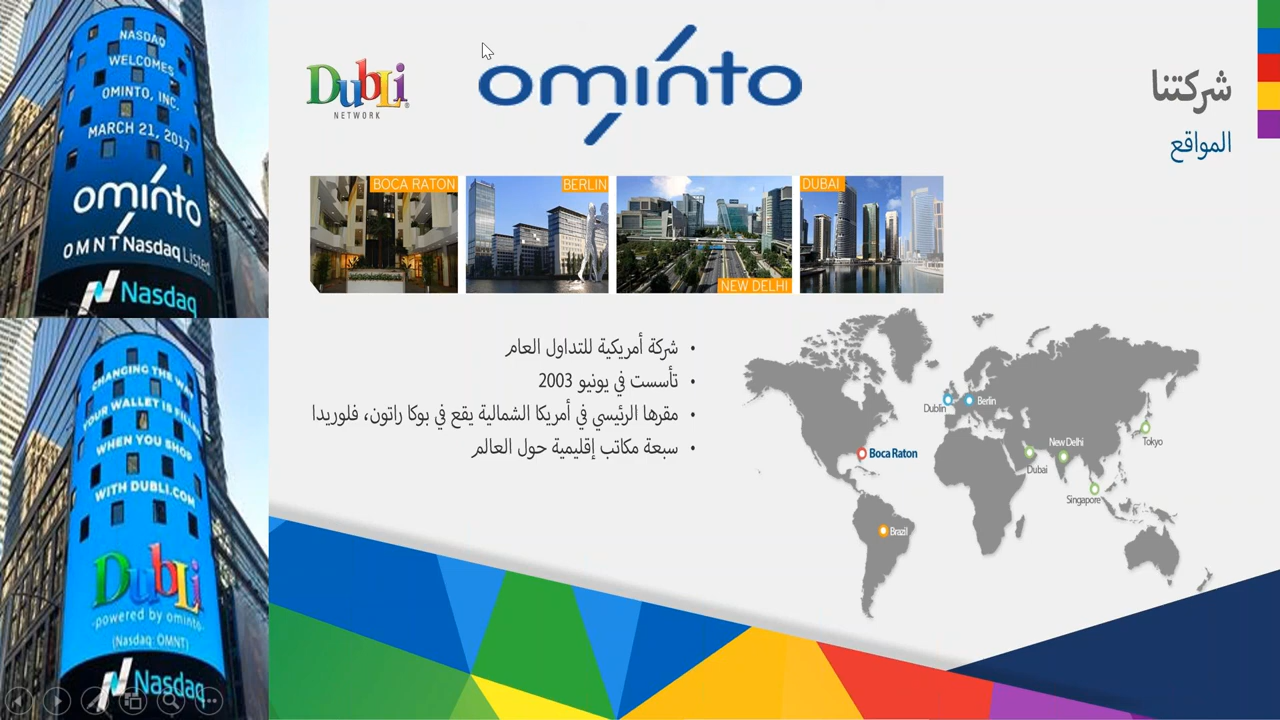 NASDAQ
WELCOMES
OMINTO, INC.
MARCH 21, 2017
ominto
OMNT Nasdaq Listed
Nasdaq
CHANGING THE WAY
YOUR WALLET IS
WHEN YOU SHOP
WITH DUBLI.COM
DubLi
-powered by ominto-
(Nasdaq: OMNT)
Nasdaq
DubLi®
NETWORK
ominto
شركتنا
المواقع
BOCA RATON
BERLIN
NEW DELHI
DUBAI
• شركة أمريكية للتداول العام
• تأسست في يونيو 2003
• مقرها الرئيسي في أمريكا الشمالية يقع في بوكا راتون، فلوريدا
• سبعة مكاتب إقليمية حول العالم
Dublin
Berlin
Boca Raton
New Delhi
Dubai
Tokyo
Singapore
Brazil